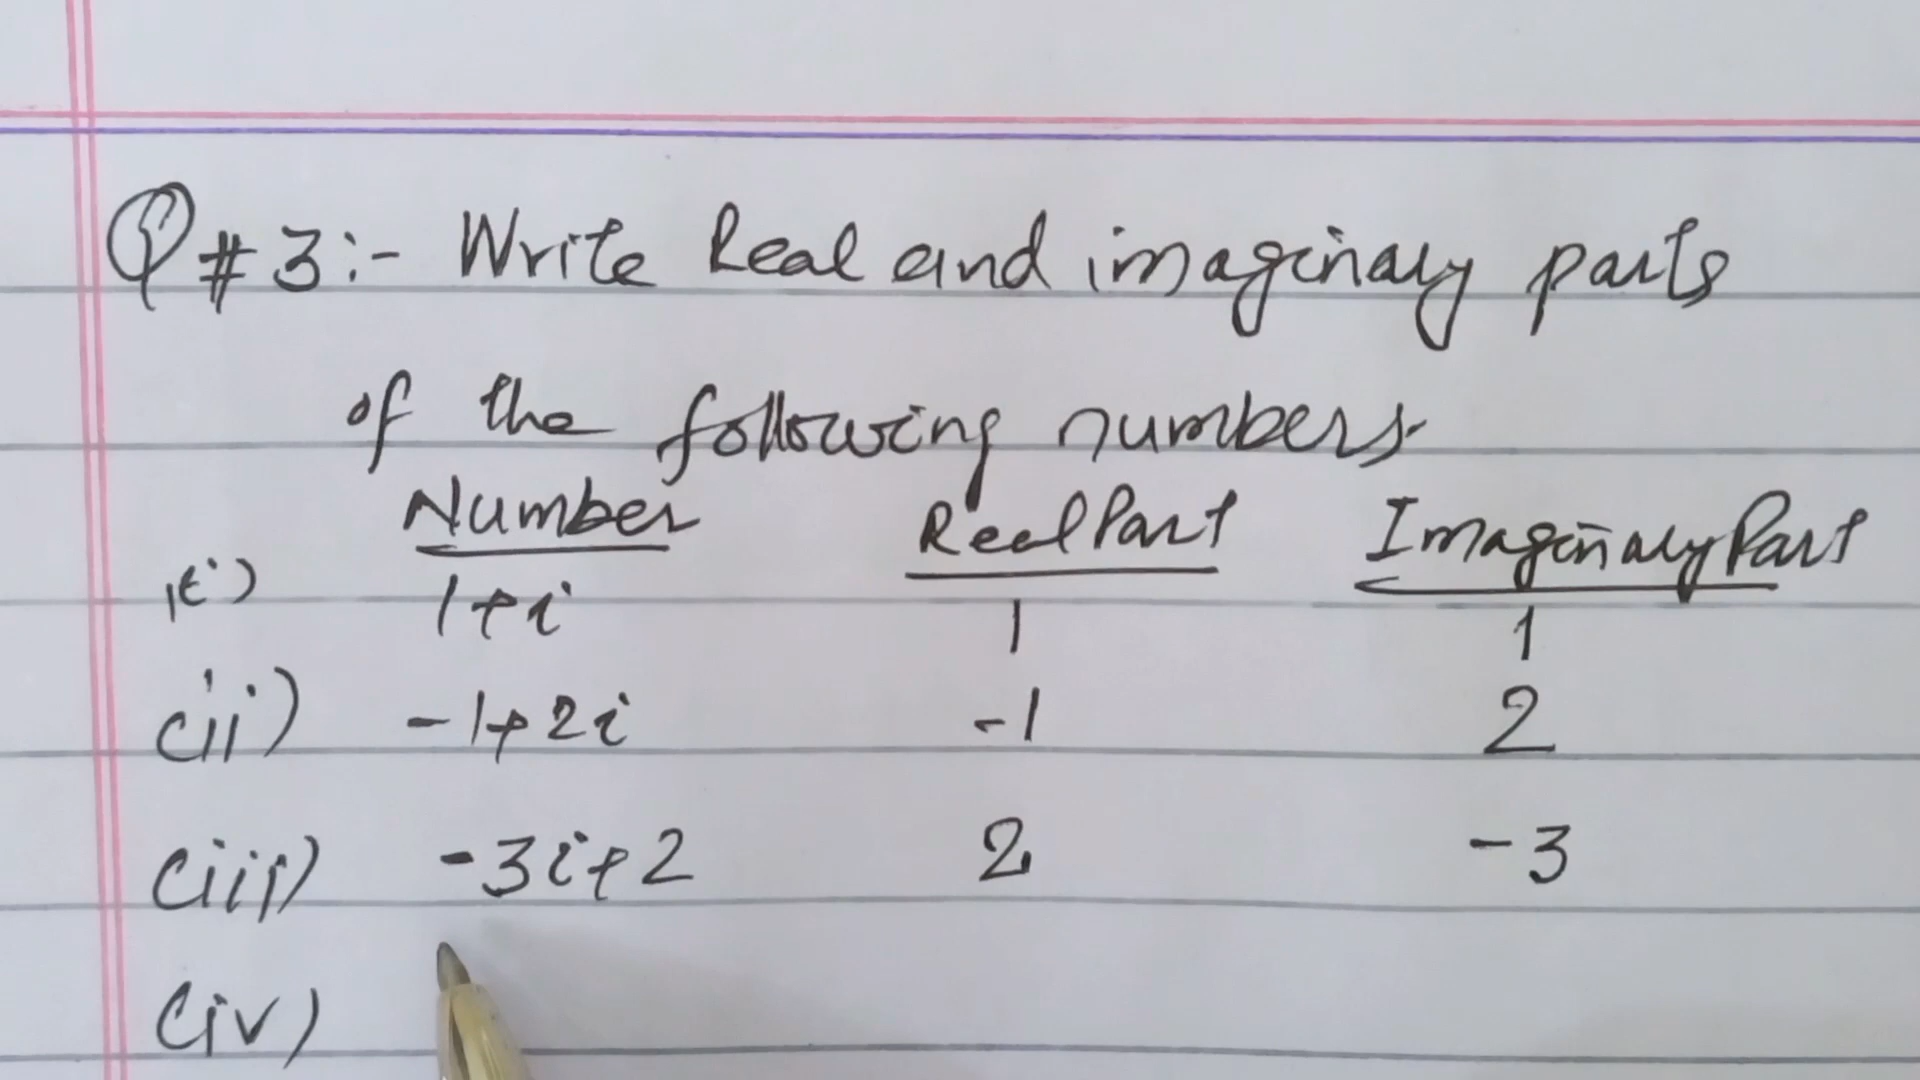 Q # 3:- Write Real and imaginary parts
of the following numbers.
Number Real Part Imaginary Part
(i) 1+i 1 1
(ii) -1+2i -1 2
(iii) -3i+2 2 -3
(iv)